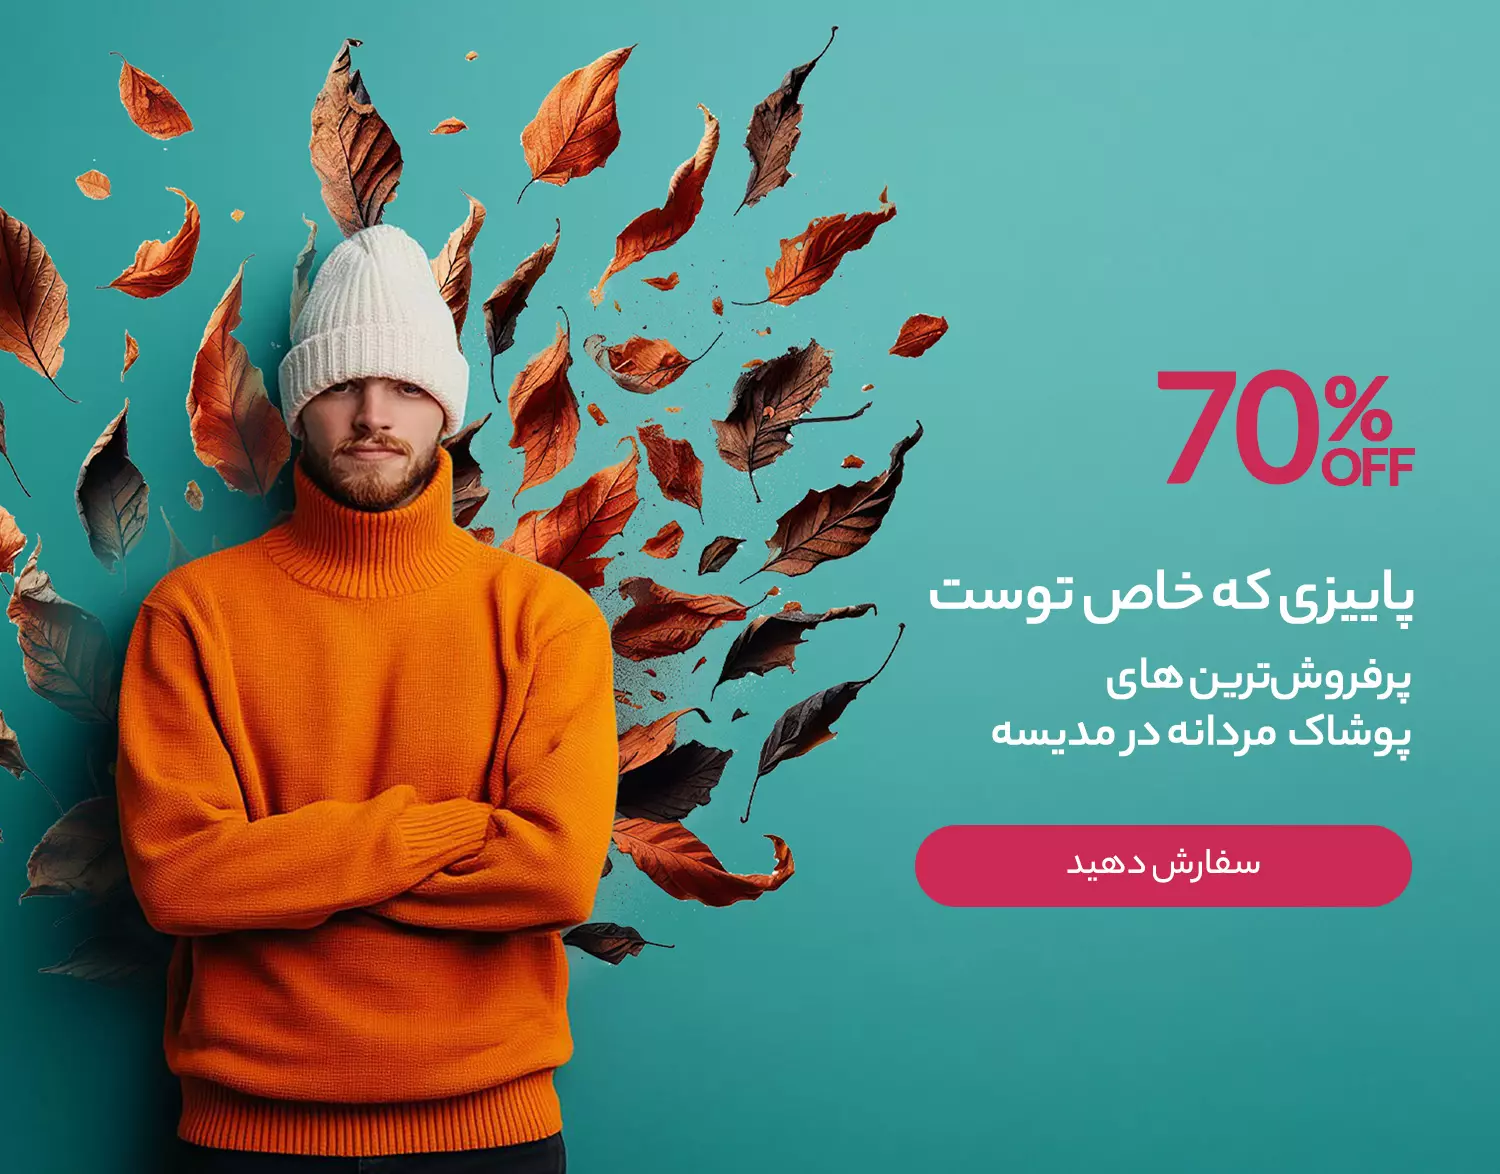 70%
OFF
پاییزی که خاص توست
پرفروش‌ترین های
پوشاک مردانه در مدیسه
سفارش دهید